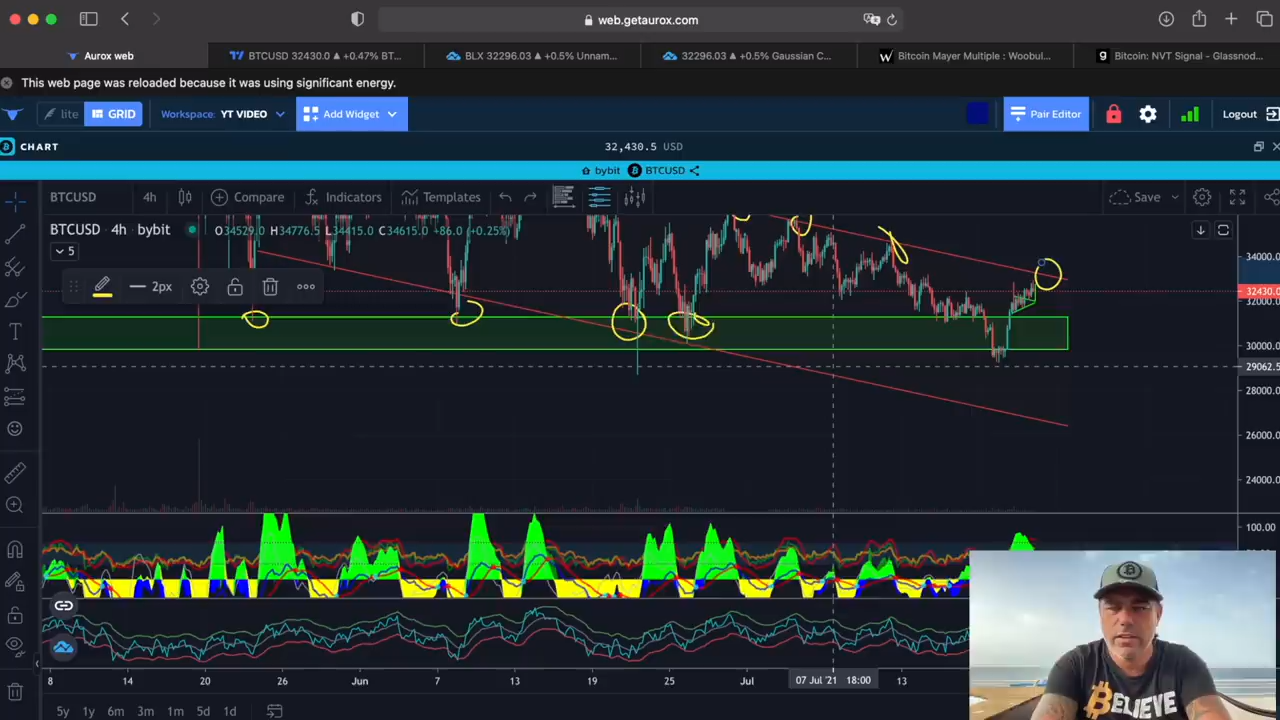 web.getaurox.com
Aurox web
BTCUSD 32430.0 ▲ +0.47% BT...
BLX 32296.03 ▲ +0.5% Unnam...
32296.03 ▲ +0.5% Gaussian C...
Bitcoin Mayer Multiple : Woobul...
Bitcoin: NVT Signal - Glassnod...
This web page was reloaded because it was using significant energy.
lite
GRID
Workspace: YT VIDEO
Add Widget
Pair Editor
Logout
CHART
32,430.5 USD
bybit BTCUSD
BTCUSD
4h
Compare
Indicators
Templates
Save
BTCUSD · 4h · bybit
O34529.0 H34776.5 L34415.0 C34615.0 +86.0 (+0.25%)
5
2px
34000.0
32430.0
32000.0
30000.0
29062.5
28000.0
26000.0
24000.0
100.00
8 14 20 26 Jun 7 13 19 25 Jul 07 Jul '21 18:00 13
5y 1y 6m 3m 1m 5d 1d
BELIEVE